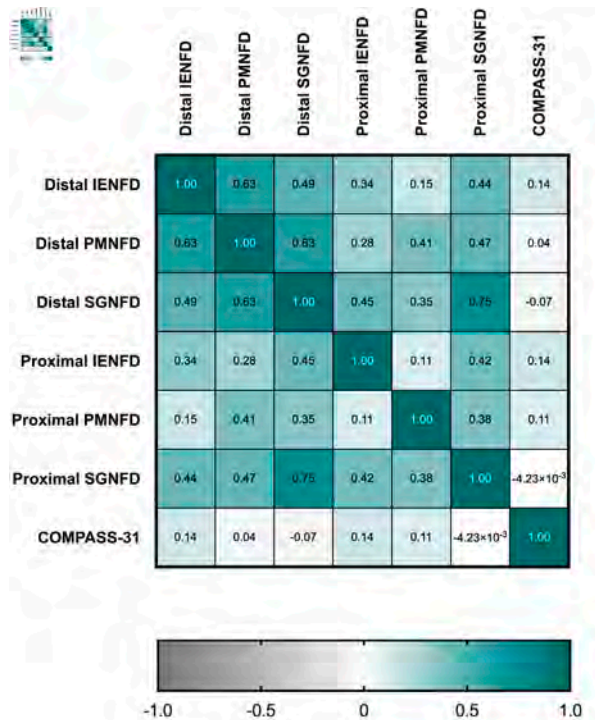 Distal IENFD
Distal PMNFD
Distal SGNFD
Proximal IENFD
Proximal PMNFD
Proximal SGNFD
COMPASS-31
Distal IENFD 1.00 0.63 0.49 0.34 0.15 0.44 0.14
Distal PMNFD 0.63 1.00 0.63 0.28 0.41 0.47 0.04
Distal SGNFD 0.49 0.63 1.00 0.45 0.35 0.75 -0.07
Proximal IENFD 0.34 0.28 0.45 1.00 0.11 0.42 0.14
Proximal PMNFD 0.15 0.41 0.35 0.11 1.00 0.38 0.11
Proximal SGNFD 0.44 0.47 0.75 0.42 0.38 1.00 -4.23×10⁻³
COMPASS-31 0.14 0.04 -0.07 0.14 0.11 -4.23×10⁻³ 1.00
-1.0 -0.5 0 0.5 1.0